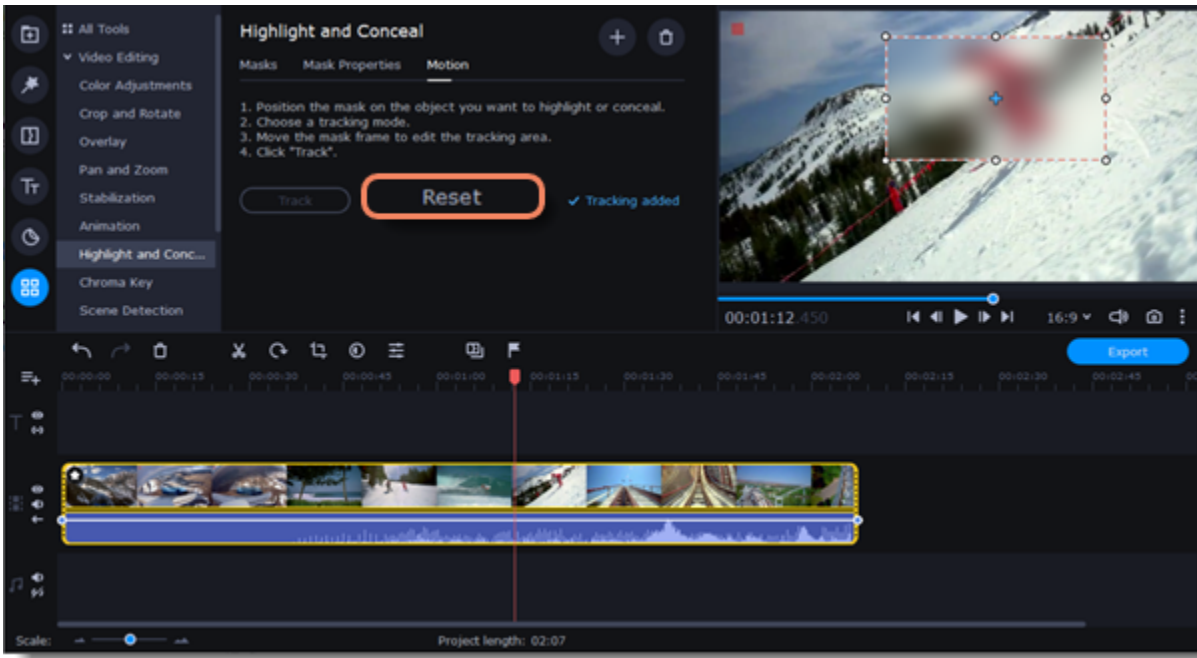 All Tools
Video Editing
Color Adjustments
Crop and Rotate
Overlay
Pan and Zoom
Stabilization
Animation
Highlight and Conc...
Chroma Key
Scene Detection
Highlight and Conceal
Masks Mask Properties Motion
1. Position the mask on the object you want to highlight or conceal.
2. Choose a tracking mode.
3. Move the mask frame to edit the tracking area.
4. Click "Track".
Track Reset ✓ Tracking added
00:01:12.450 16:9
Export
00:00:00 00:00:15 00:00:30 00:00:45 00:01:00 00:01:15 00:01:30 00:01:45 00:02:00 00:02:15 00:02:30 00:02:45
Scale: Project length: 02:07